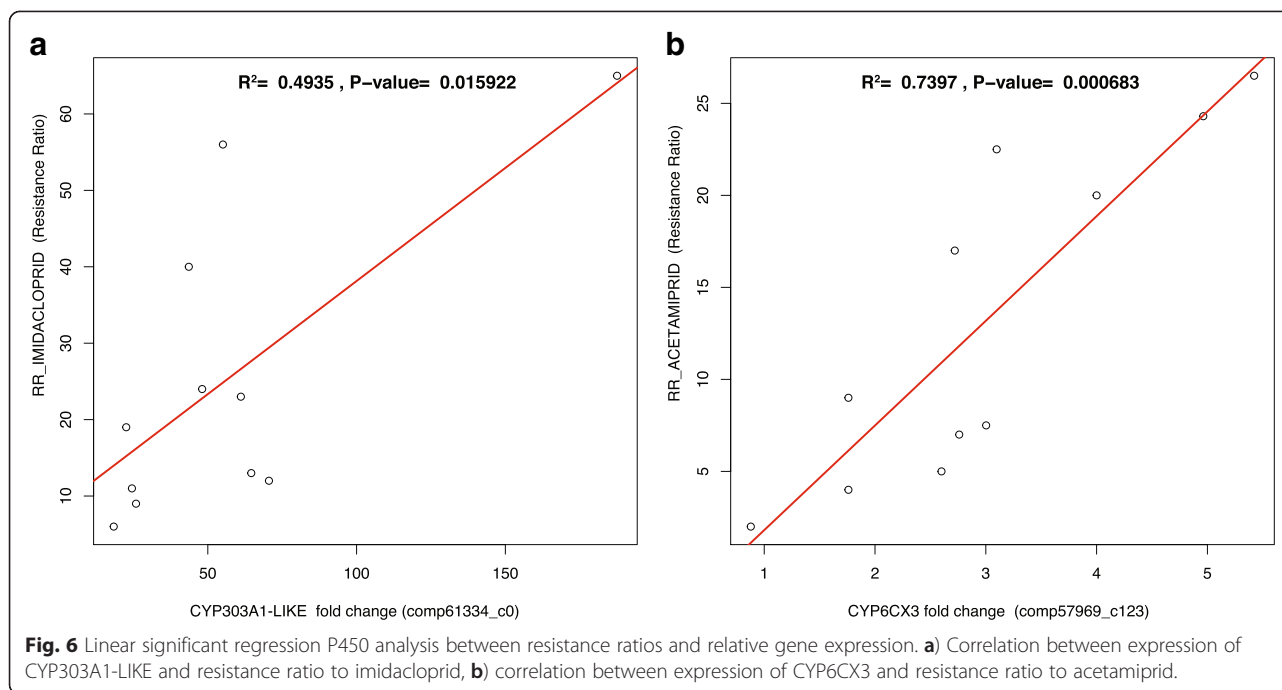 a
R²= 0.4935 , P-value= 0.015922
RR_IMIDACLOPRID (Resistance Ratio)
60
50
40
30
20
10
50 100 150
CYP303A1-LIKE fold change (comp61334_c0)
b
R²= 0.7397 , P-value= 0.000683
RR_ACETAMIPRID (Resistance Ratio)
25
20
15
10
5
1 2 3 4 5
CYP6CX3 fold change (comp57969_c123)
Fig. 6 Linear significant regression P450 analysis between resistance ratios and relative gene expression. a) Correlation between expression of
CYP303A1-LIKE and resistance ratio to imidacloprid, b) correlation between expression of CYP6CX3 and resistance ratio to acetamiprid.